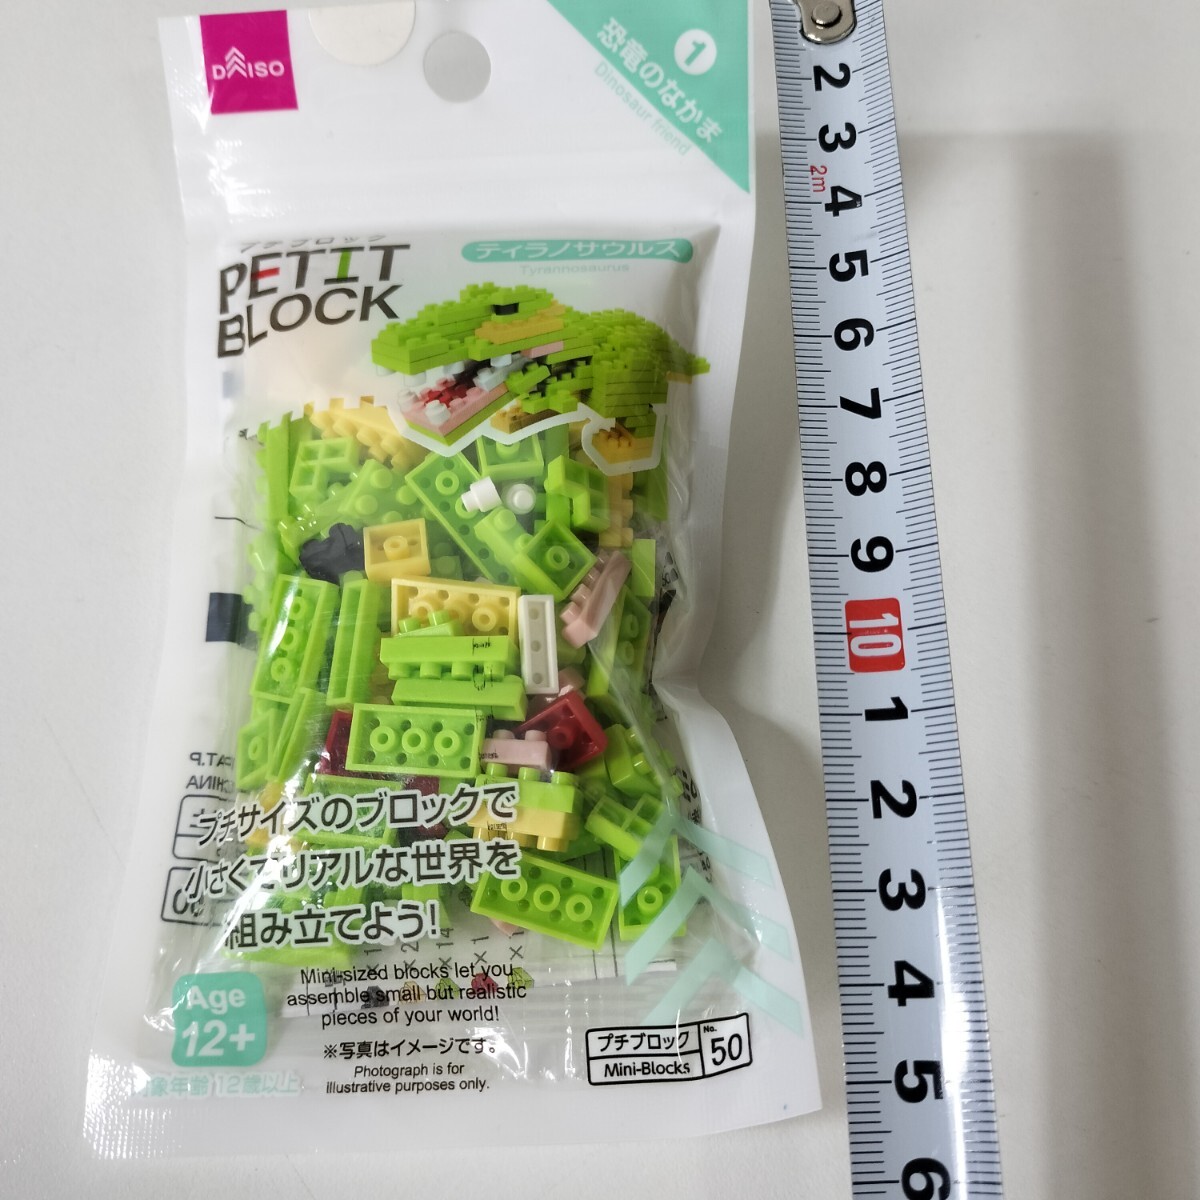 DAISO
1
恐竜のなかま
Dinosaur friend
プチブロック
PETIT
BLOCK
ティラノサウルス
Tyrannosaurus
プチサイズのブロックで
小さくてリアルな世界を
組み立てよう!
Mini-sized blocks let you
assemble small but realistic
pieces of your world!
※写真はイメージです。
Photograph is for
illustrative purposes only.
Age
12+
対象年齢 12歳以上
プチブロック
Mini-Blocks
No.
50
PAT.P
CHINA
2
3
2m
4
5
6
7
8
9
10
1
2
3
4
5
6